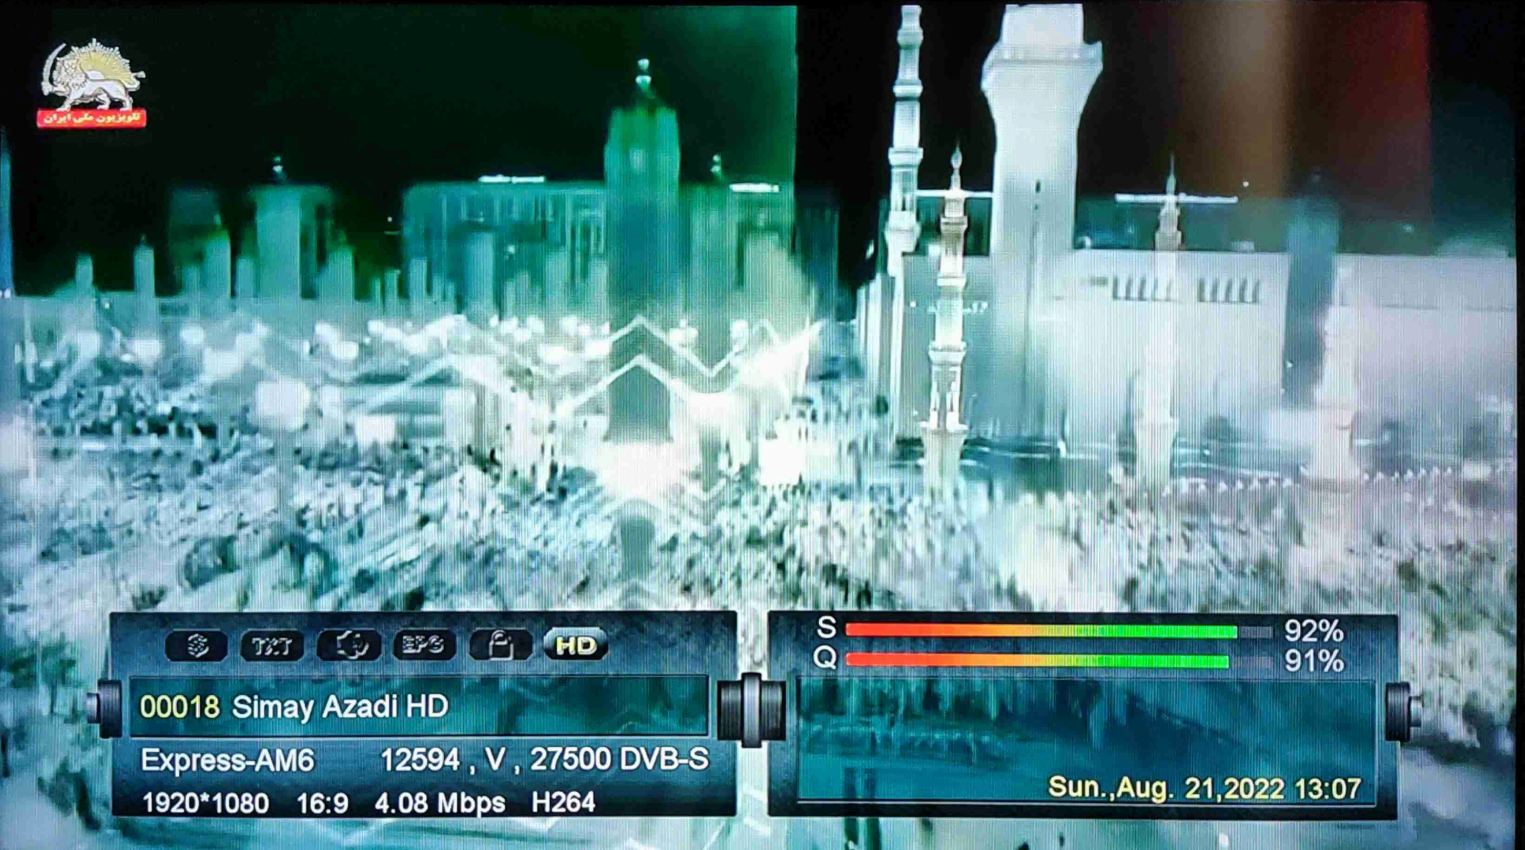 تلویزیون ملی ایران
TXT
EPG
HD
00018 Simay Azadi HD
Express-AM6 12594 , V , 27500 DVB-S
1920*1080 16:9 4.08 Mbps H264
S 92%
Q 91%
Sun.,Aug. 21,2022 13:07